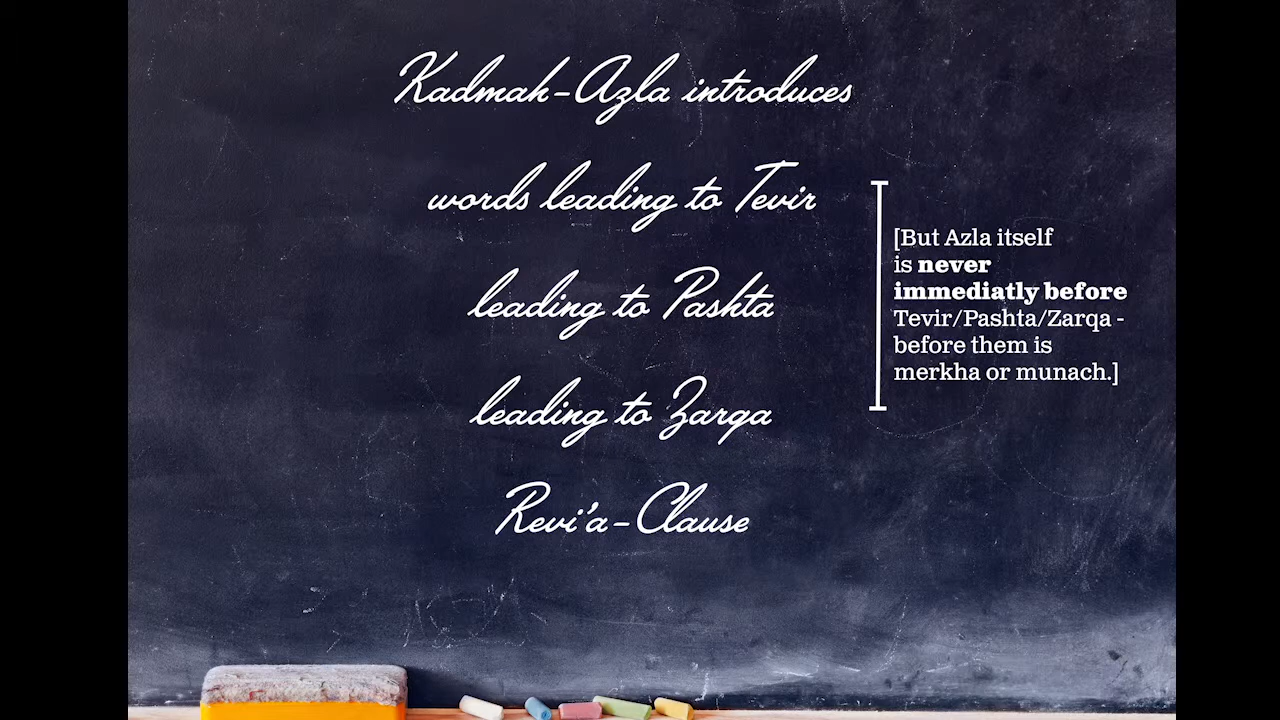 Kadmah-Azla introduces
words leading to Tevir
leading to Pashta
leading to Zarqa
Revi'a-Clause
[But Azla itself
is never
immediatly before
Tevir/Pashta/Zarqa -
before them is
merkha or munach.]